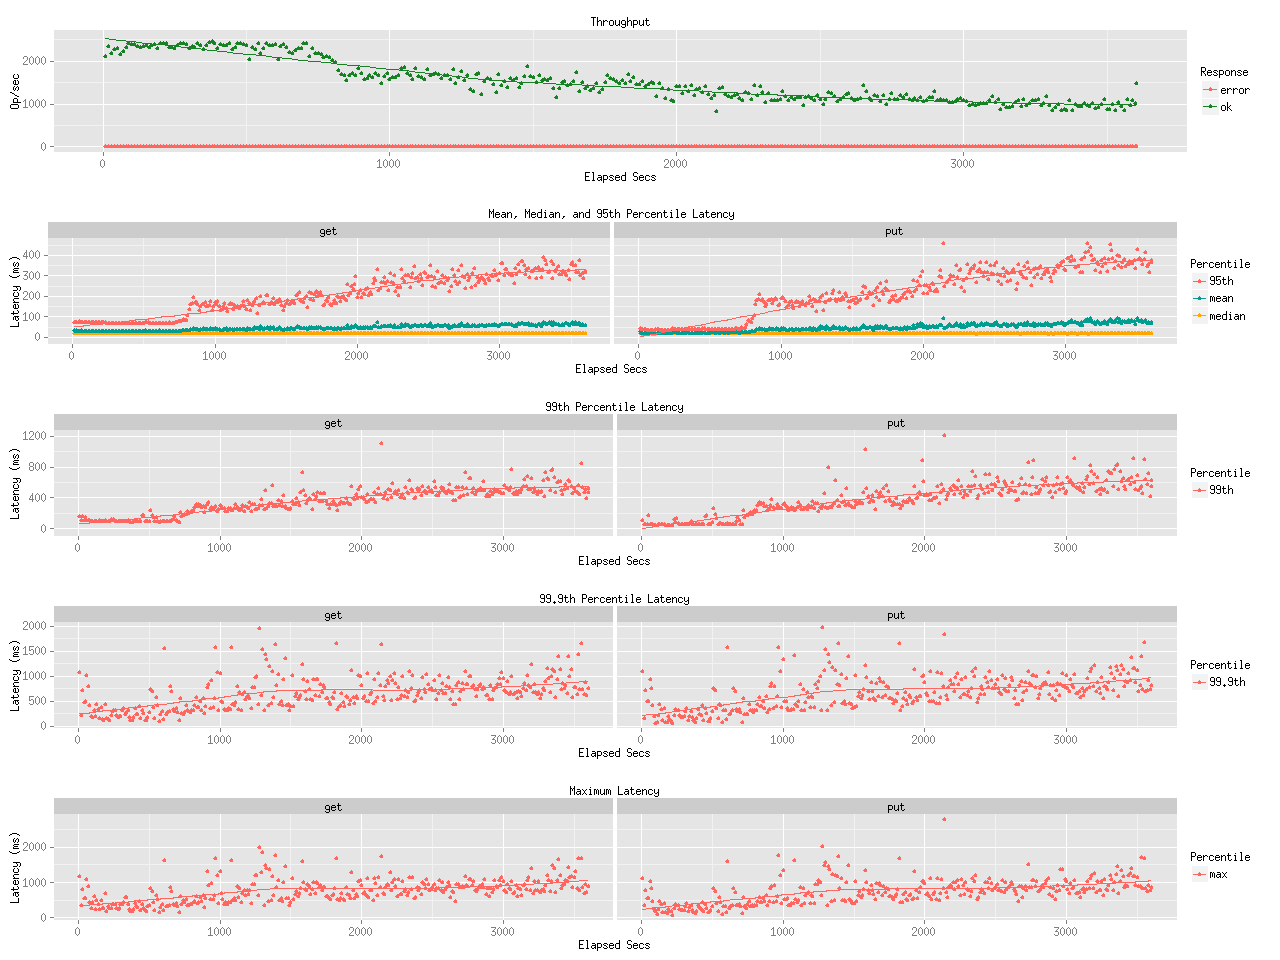 Throughput
Op/sec
2000
1000
0
0 1000 2000 3000
Elapsed Secs
Response
error
ok
Mean, Median, and 95th Percentile Latency
get put
Latency (ms)
400
300
200
100
0
0 1000 2000 3000 0 1000 2000 3000
Elapsed Secs
Percentile
95th
mean
median
99th Percentile Latency
get put
Latency (ms)
1200
800
400
0
0 1000 2000 3000 0 1000 2000 3000
Elapsed Secs
Percentile
99th
99.9th Percentile Latency
get put
Latency (ms)
2000
1500
1000
500
0
0 1000 2000 3000 0 1000 2000 3000
Elapsed Secs
Percentile
99.9th
Maximum Latency
get put
Latency (ms)
2000
1000
0
0 1000 2000 3000 0 1000 2000 3000
Elapsed Secs
Percentile
max